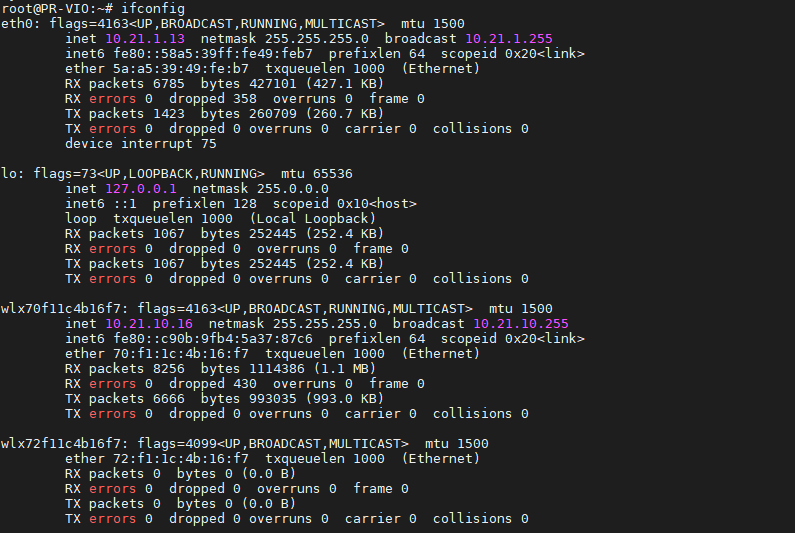 root@PR-VIO:~# ifconfig
eth0: flags=4163<UP,BROADCAST,RUNNING,MULTICAST>  mtu 1500
        inet 10.21.1.13  netmask 255.255.255.0  broadcast 10.21.1.255
        inet6 fe80::58a5:39ff:fe49:feb7  prefixlen 64  scopeid 0x20<link>
        ether 5a:a5:39:49:fe:b7  txqueuelen 1000  (Ethernet)
        RX packets 6785  bytes 427101 (427.1 KB)
        RX errors 0  dropped 358  overruns 0  frame 0
        TX packets 1423  bytes 260709 (260.7 KB)
        TX errors 0  dropped 0 overruns 0  carrier 0  collisions 0
        device interrupt 75

lo: flags=73<UP,LOOPBACK,RUNNING>  mtu 65536
        inet 127.0.0.1  netmask 255.0.0.0
        inet6 ::1  prefixlen 128  scopeid 0x10<host>
        loop  txqueuelen 1000  (Local Loopback)
        RX packets 1067  bytes 252445 (252.4 KB)
        RX errors 0  dropped 0  overruns 0  frame 0
        TX packets 1067  bytes 252445 (252.4 KB)
        TX errors 0  dropped 0 overruns 0  carrier 0  collisions 0

wlx70f11c4b16f7: flags=4163<UP,BROADCAST,RUNNING,MULTICAST>  mtu 1500
        inet 10.21.10.16  netmask 255.255.255.0  broadcast 10.21.10.255
        inet6 fe80::c90b:9fb4:5a37:87c6  prefixlen 64  scopeid 0x20<link>
        ether 70:f1:1c:4b:16:f7  txqueuelen 1000  (Ethernet)
        RX packets 8256  bytes 1114386 (1.1 MB)
        RX errors 0  dropped 430  overruns 0  frame 0
        TX packets 6666  bytes 993035 (993.0 KB)
        TX errors 0  dropped 0 overruns 0  carrier 0  collisions 0

wlx72f11c4b16f7: flags=4099<UP,BROADCAST,MULTICAST>  mtu 1500
        ether 72:f1:1c:4b:16:f7  txqueuelen 1000  (Ethernet)
        RX packets 0  bytes 0 (0.0 B)
        RX errors 0  dropped 0  overruns 0  frame 0
        TX packets 0  bytes 0 (0.0 B)
        TX errors 0  dropped 0 overruns 0  carrier 0  collisions 0